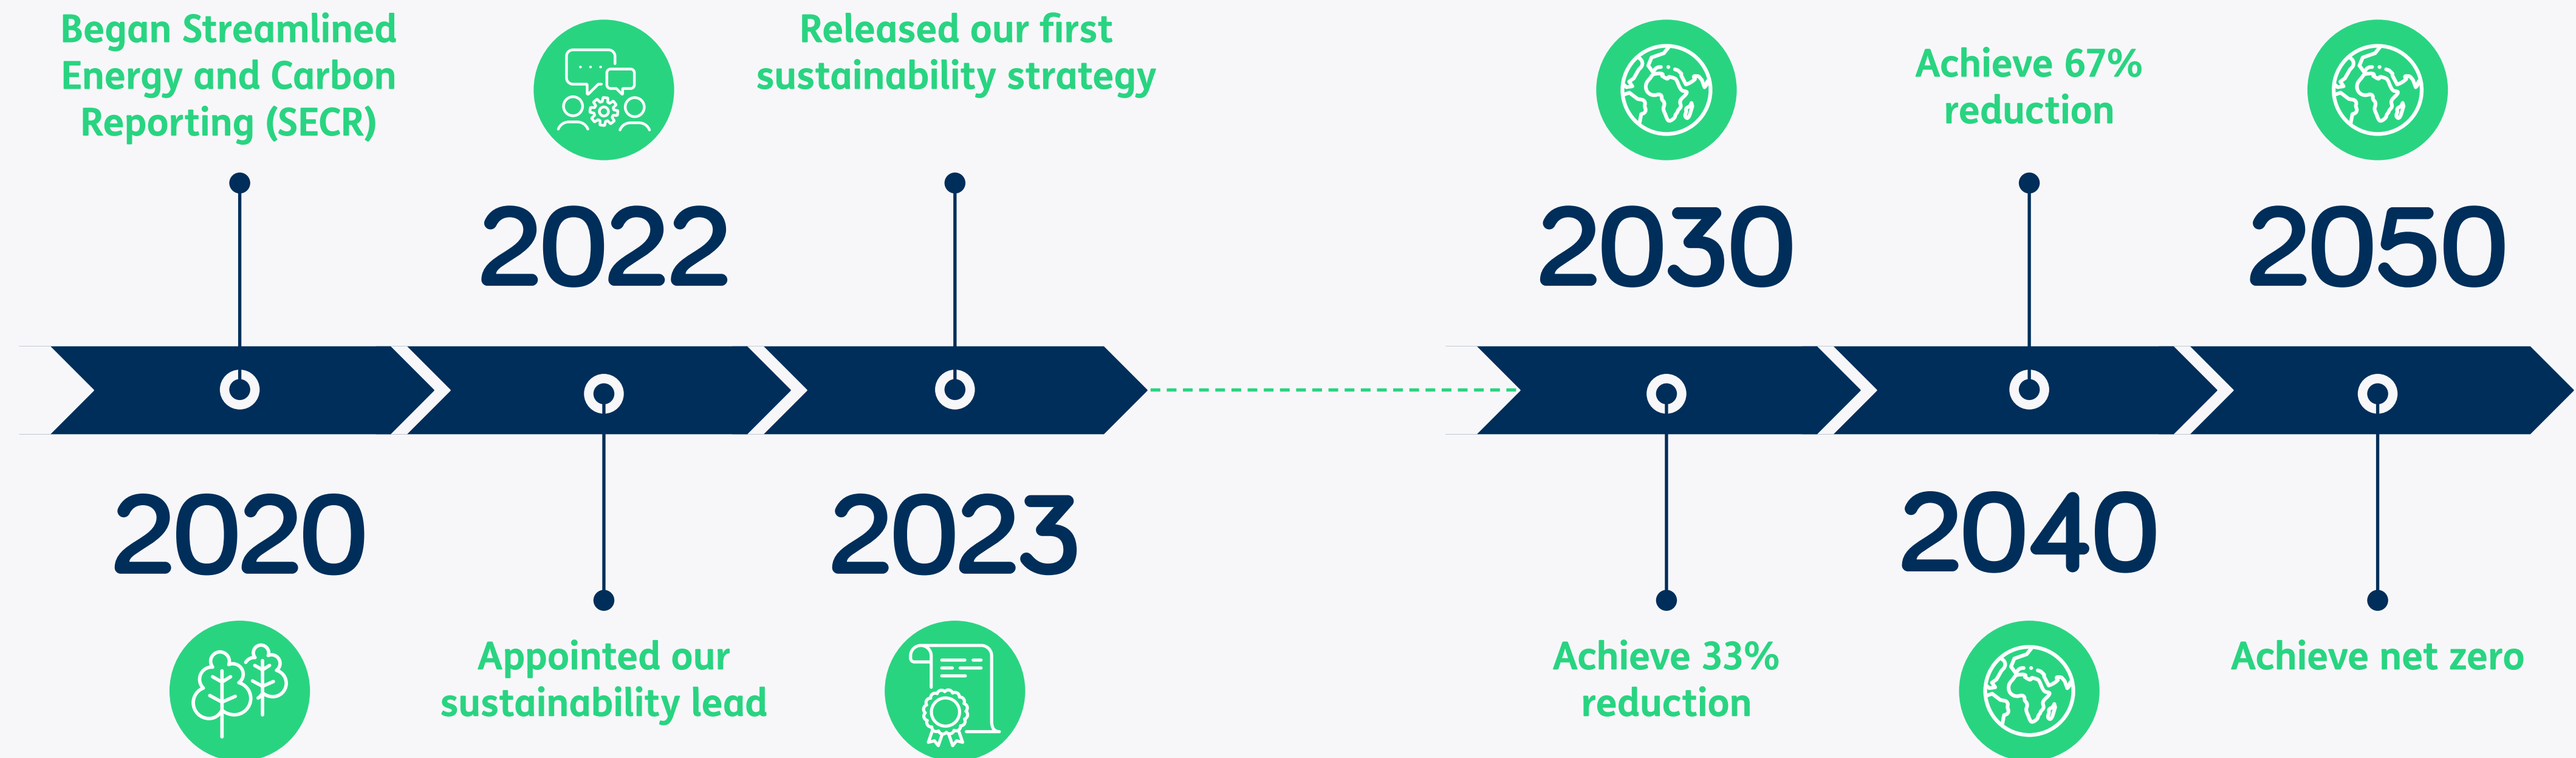 Began Streamlined
Energy and Carbon
Reporting (SECR)
2020
2022
Appointed our
sustainability lead
Released our first
sustainability strategy
2023
2030
Achieve 33%
reduction
Achieve 67%
reduction
2040
2050
Achieve net zero